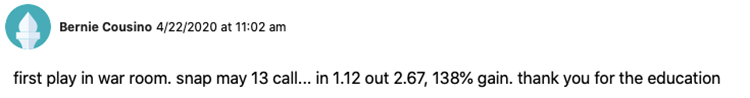 Bernie Cousino 4/22/2020 at 11:02 am
first play in war room. snap may 13 call... in 1.12 out 2.67, 138% gain. thank you for the education